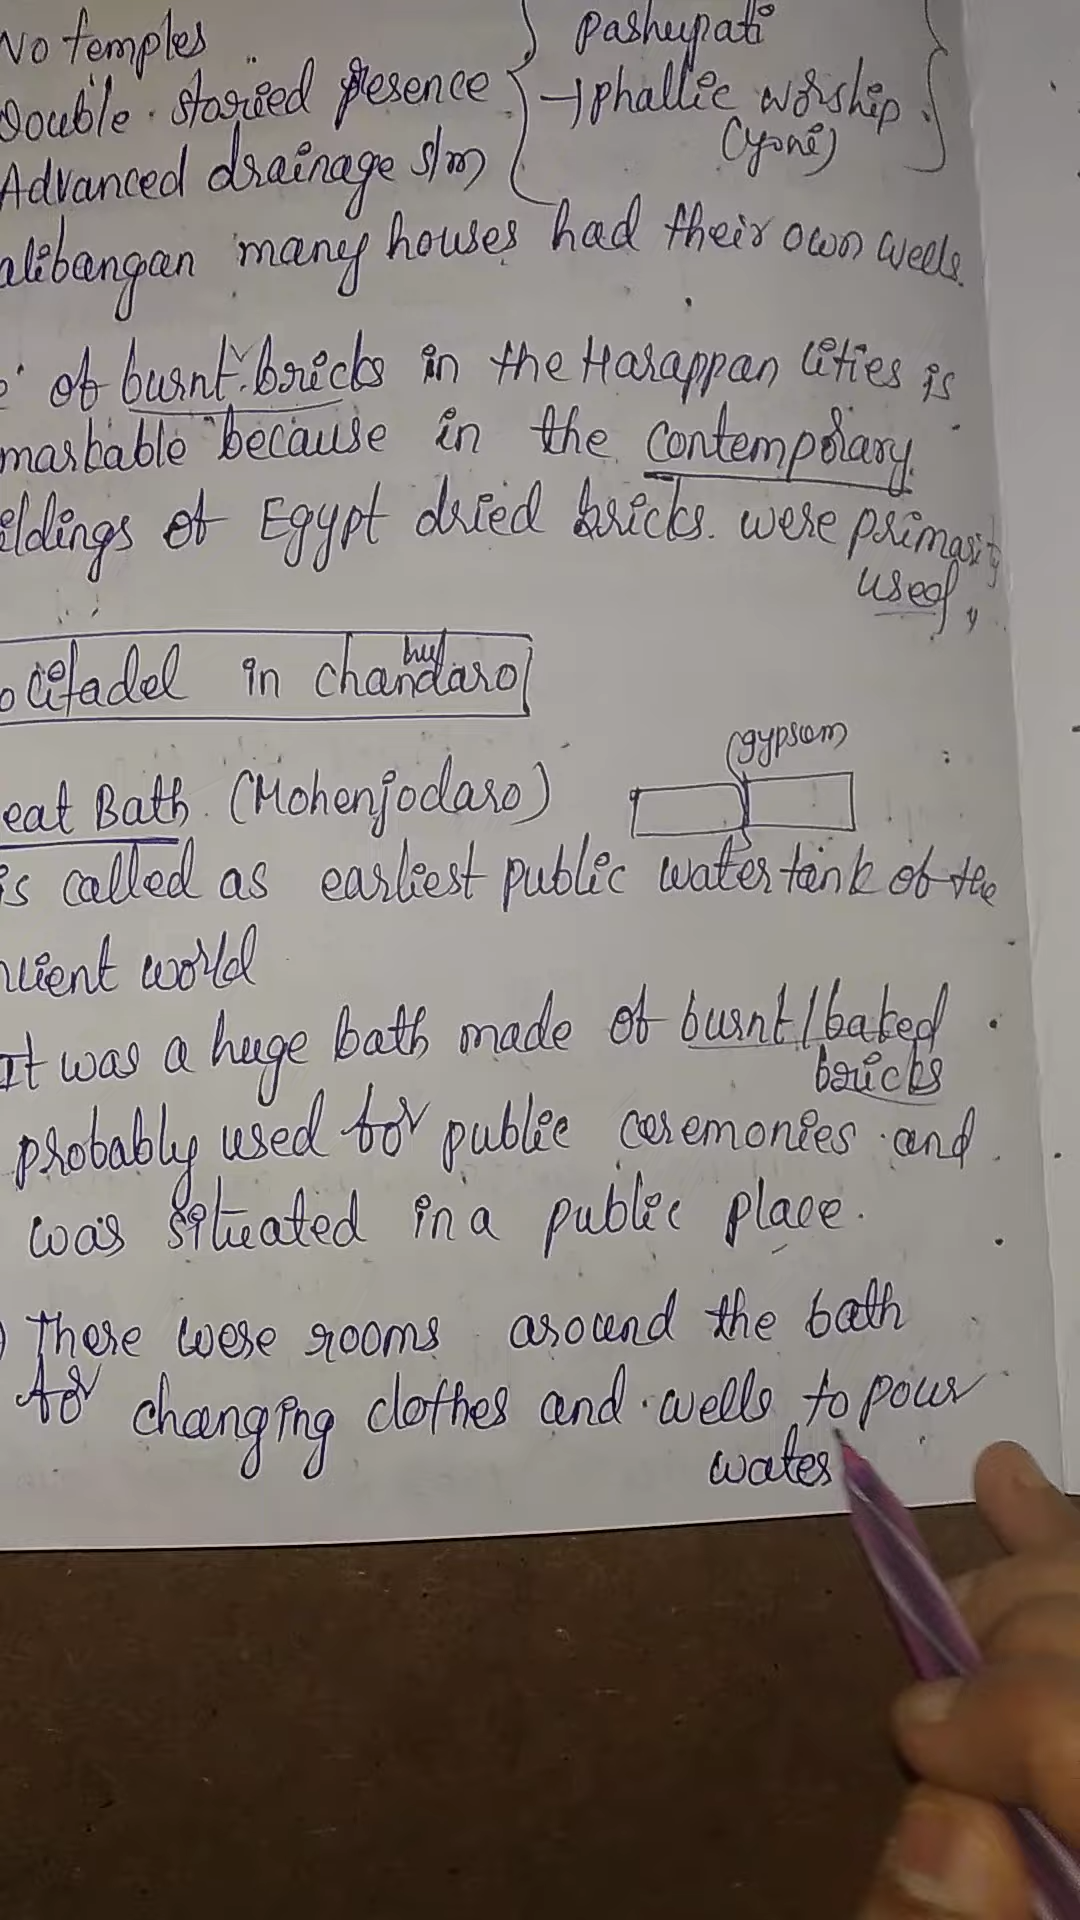 No temples
pashupati
Double storied presence
→ phallic worship
(yoni)
Advanced drainage s/m
alibangan many houses had their own wells.
of burnt bricks in the Harappan cities is
markable because in the contemporary
ildings of Egypt dried bricks were primarily
used,
o citadel in chanhudaro
gypsum
eat Bath (Mohenjodaro)
is called as earliest public water tank of the
ncient world
It was a huge bath made of burnt/baked
bricks
probably used for public ceremonies and
was situated in a public place.
) There were rooms around the bath
for changing clothes and wells to pour
water